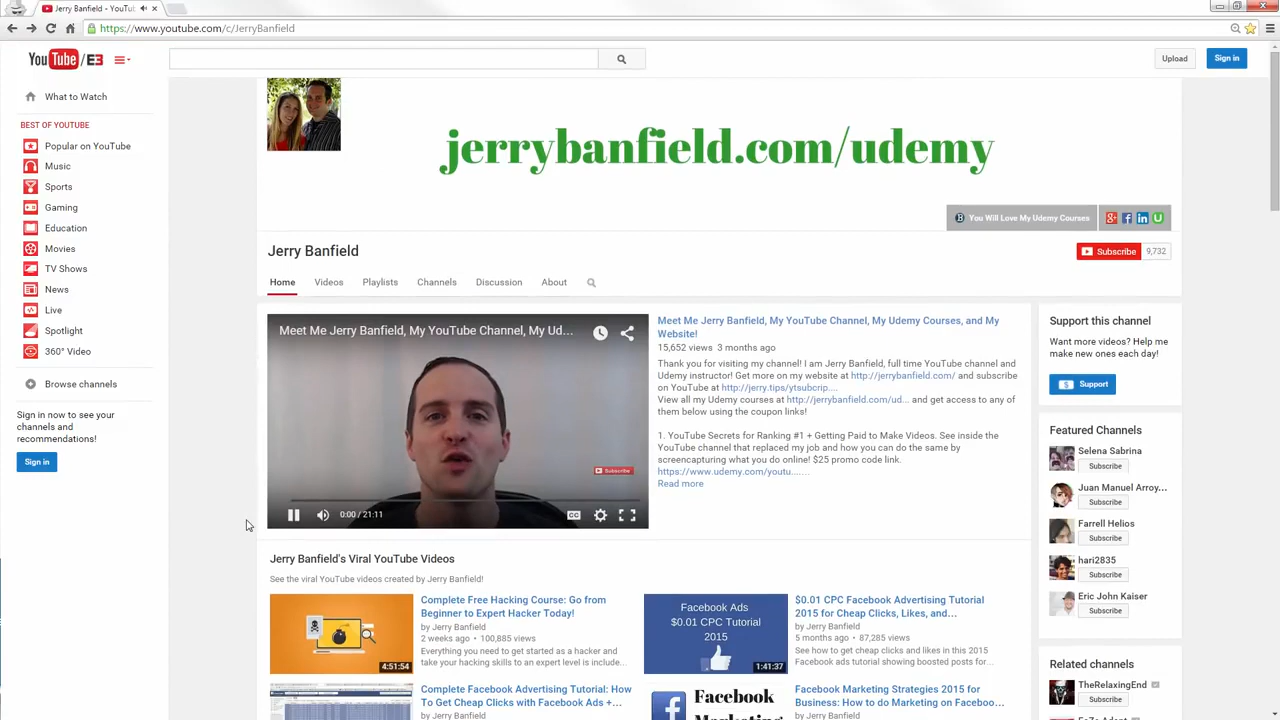 Jerry Banfield - YouTu
https://www.youtube.com/c/JerryBanfield
YouTube /E3
Upload
Sign in
What to Watch
BEST OF YOUTUBE
Popular on YouTube
Music
Sports
Gaming
Education
Movies
TV Shows
News
Live
Spotlight
360° Video
Browse channels
Sign in now to see your
channels and
recommendations!
Sign in
jerrybanfield.com/udemy
You Will Love My Udemy Courses
Jerry Banfield
Subscribe 9,732
Home Videos Playlists Channels Discussion About
Meet Me Jerry Banfield, My YouTube Channel, My Ud...
Subscribe
0:00 / 21:11
CC
Meet Me Jerry Banfield, My YouTube Channel, My Udemy Courses, and My
Website!
15,652 views 3 months ago
Thank you for visiting my channel! I am Jerry Banfield, full time YouTube channel and
Udemy instructor! Get more on my website at http://jerrybanfield.com/ and subscribe
on YouTube at http://jerry.tips/ytsubcrip....
View all my Udemy courses at http://jerrybanfield.com/ud... and get access to any of
them below using the coupon links!
1. YouTube Secrets for Ranking #1 + Getting Paid to Make Videos. See inside the
YouTube channel that replaced my job and how you can do the same by
screencapturing what you do online! $25 promo code link.
https://www.udemy.com/youtu......
Read more
Support this channel
Want more videos? Help me
make new ones each day!
Support
Featured Channels
Selena Sabrina
Subscribe
Juan Manuel Arroy...
Subscribe
Farrell Helios
Subscribe
hari2835
Subscribe
Eric John Kaiser
Subscribe
Related channels
TheRelaxingEnd
Subscribe
Jerry Banfield's Viral YouTube Videos
See the viral YouTube videos created by Jerry Banfield!
4:51:54
Complete Free Hacking Course: Go from
Beginner to Expert Hacker Today!
by Jerry Banfield
2 weeks ago • 100,885 views
Everything you need to get started as a hacker and
take your hacking skills to an expert level is include...
Facebook Ads
$0.01 CPC Tutorial
2015
1:41:37
$0.01 CPC Facebook Advertising Tutorial
2015 for Cheap Clicks, Likes, and...
by Jerry Banfield
5 months ago • 87,285 views
See how to get cheap clicks and likes in this 2015
Facebook ads tutorial showing boosted posts for...
Complete Facebook Advertising Tutorial: How
To Get Cheap Clicks with Facebook Ads +...
by Jerry Banfield
Facebook
Marketing
Facebook Marketing Strategies 2015 for
Business: How to do Marketing on Faceboo...
by Jerry Banfield